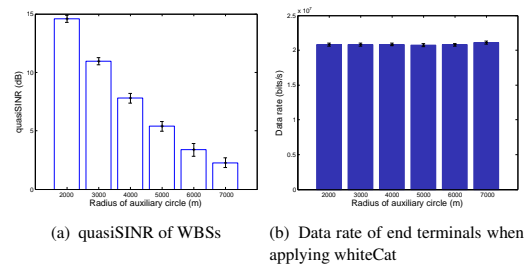 15
10
5
0
quasiSINR (dB)
2000 3000 4000 5000 6000 7000
Radius of auxiliary circle (m)
x 10^7
2.5
2.0
1.5
1.0
0.5
0
Data rate (bits/s)
2000 3000 4000 5000 6000 7000
Radius of auxiliary circle (m)
(a) quasiSINR of WBSs
(b) Data rate of end terminals when
applying whiteCat